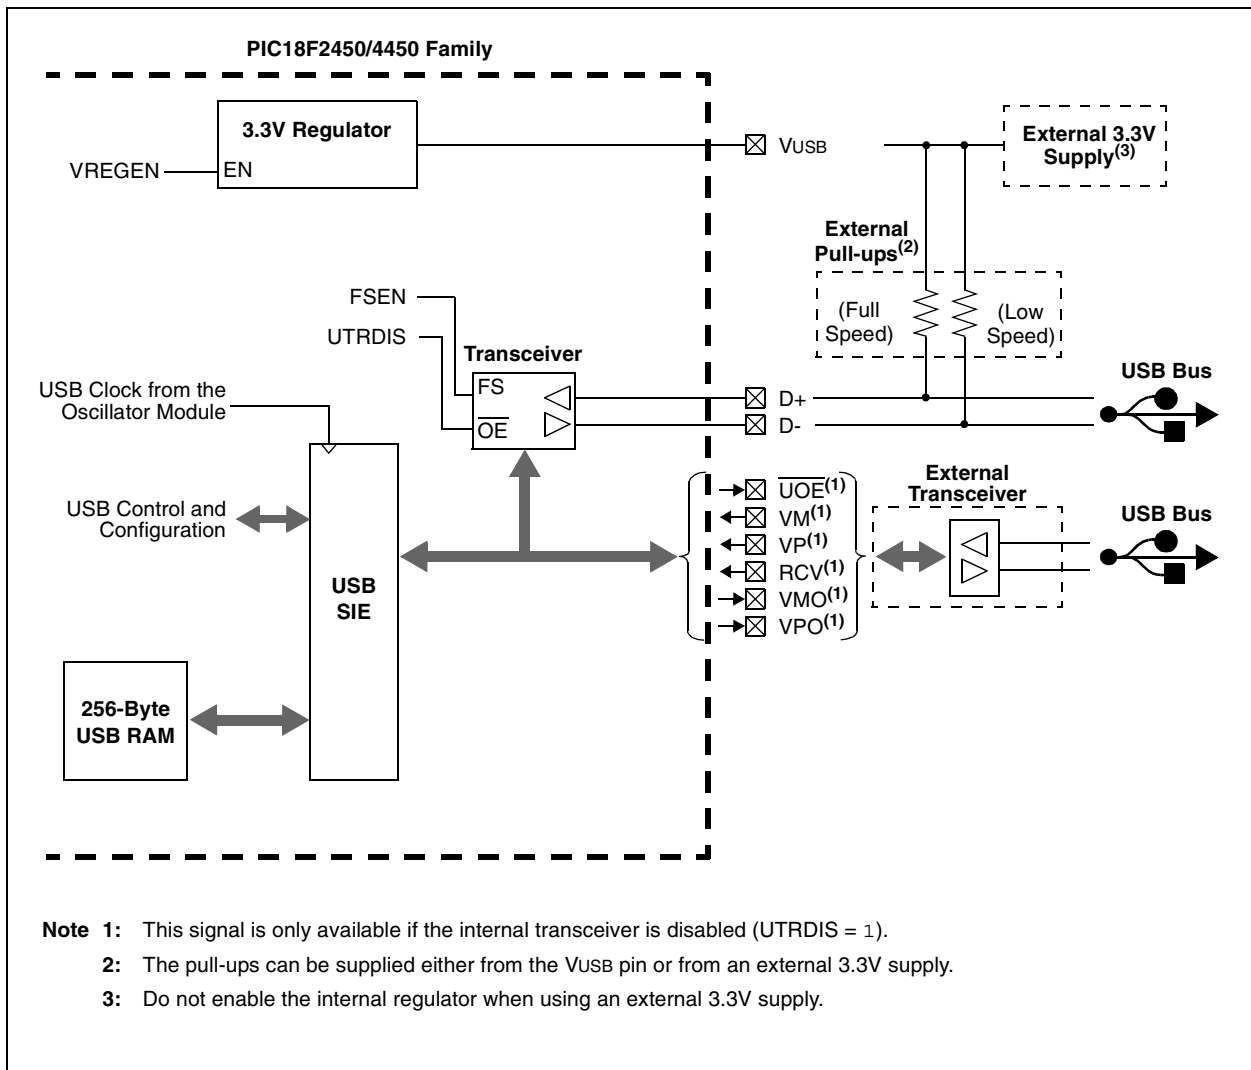 PIC18F2450/4450 Family
3.3V Regulator
EN
VREGEN
VUSB
External 3.3V
Supply(3)
External
Pull-ups(2)
(Full
Speed)
(Low
Speed)
FSEN
UTRDIS
Transceiver
FS
OE
USB Clock from the
Oscillator Module
D+
D-
USB Bus
USB Control and
Configuration
USB
SIE
UOE(1)
VM(1)
VP(1)
RCV(1)
VMO(1)
VPO(1)
External
Transceiver
USB Bus
256-Byte
USB RAM
Note 1: This signal is only available if the internal transceiver is disabled (UTRDIS = 1).
2: The pull-ups can be supplied either from the VUSB pin or from an external 3.3V supply.
3: Do not enable the internal regulator when using an external 3.3V supply.